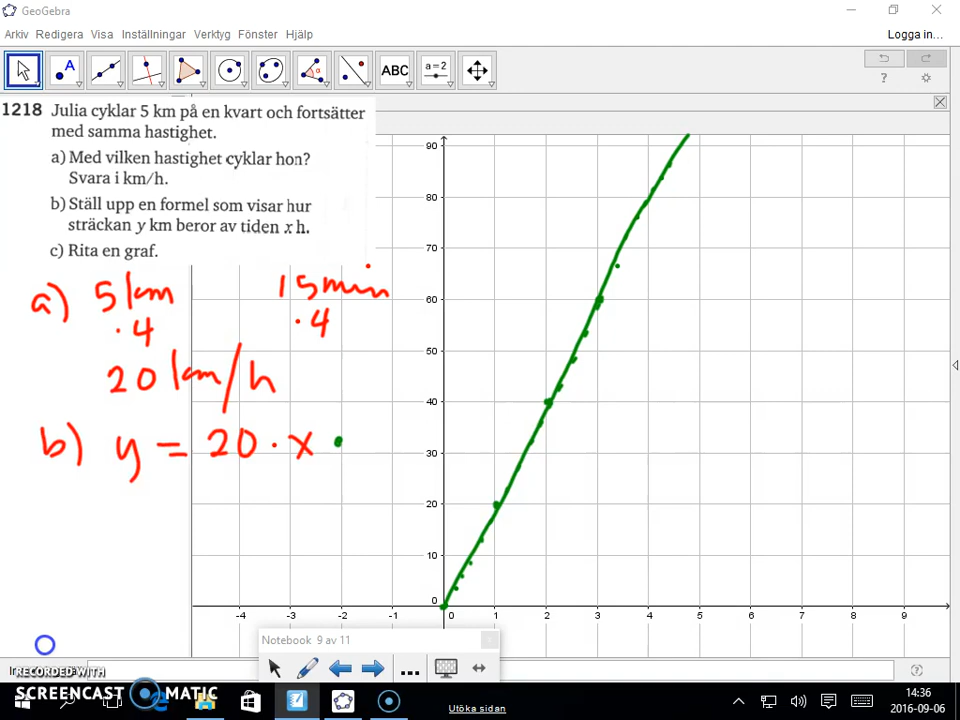 GeoGebra
Arkiv Redigera Visa Inställningar Verktyg Fönster Hjälp Logga in...
A ABC a=2
1218 Julia cyklar 5 km på en kvart och fortsätter
med samma hastighet.
a) Med vilken hastighet cyklar hon?
Svara i km/h.
b) Ställ upp en formel som visar hur
sträckan y km beror av tiden x h.
c) Rita en graf.
a) 5 km 15 min
· 4 · 4
20 km/h
b) y = 20 · x
90
80
70
60
50
40
30
20
10
0
-4 -3 -2 -1 0 1 2 3 4 5 6 7 8 9
Notebook 9 av 11
RECORDED WITH
SCREENCAST MATIC
Utöka sidan
14:36
2016-09-06